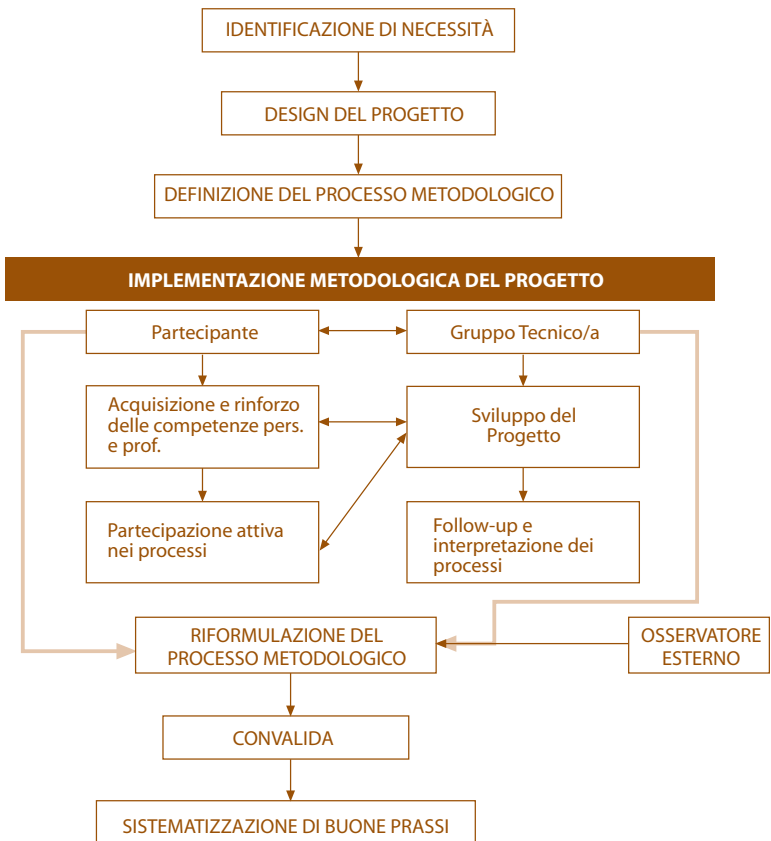 IDENTIFICAZIONE DI NECESSITÀ
DESIGN DEL PROGETTO
DEFINIZIONE DEL PROCESSO METODOLOGICO
IMPLEMENTAZIONE METODOLOGICA DEL PROGETTO
Partecipante
Gruppo Tecnico/a
Acquisizione e rinforzo
delle competenze pers.
e prof.
Sviluppo del
Progetto
Partecipazione attiva
nei processi
Follow-up e
interpretazione dei
processi
RIFORMULAZIONE DEL
PROCESSO METODOLOGICO
OSSERVATORE
ESTERNO
CONVALIDA
SISTEMATIZZAZIONE DI BUONE PRASSI